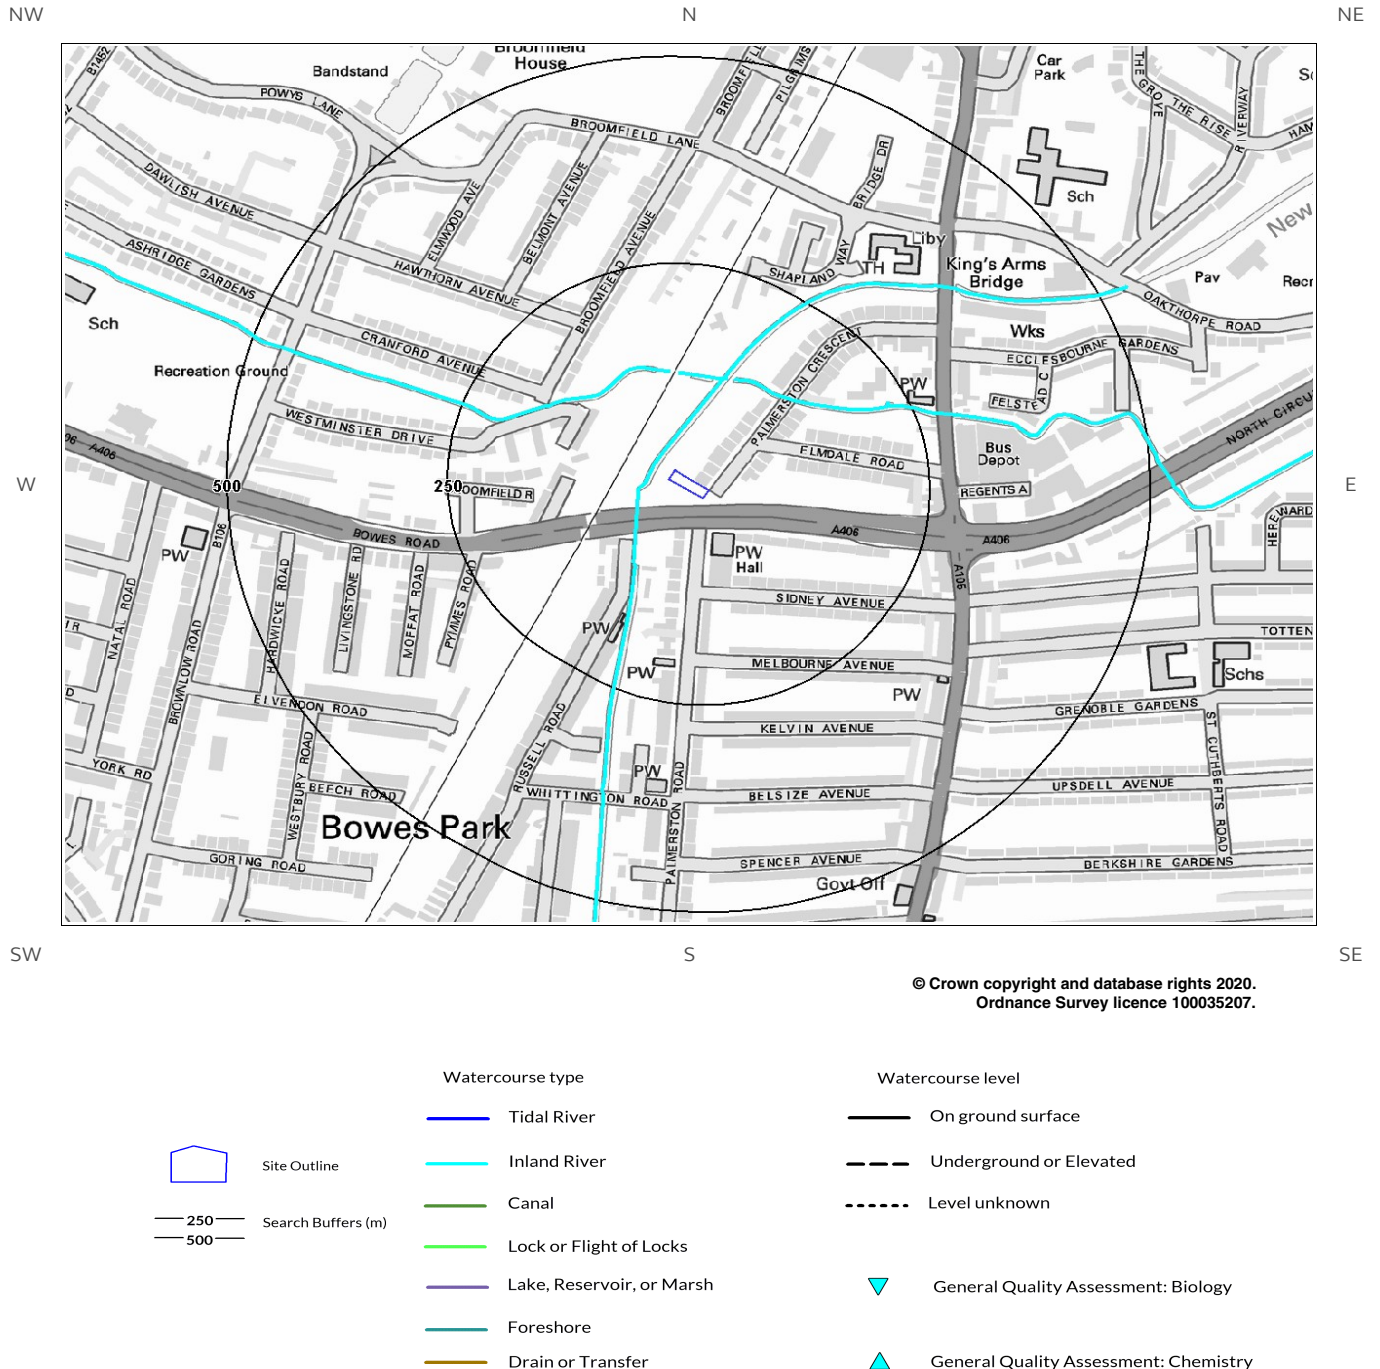 NW
N
NE
Broomfield
House
Bandstand
B1452
POWYS LANE
BROOMFIELD LANE
PILGRIMS
Car
Park
THE GROVE
THE RISE
RIVERWAY
Sch
New
DAWLISH AVENUE
ELMWOOD AVE
BELMONT AVENUE
BROOMFIELD AVENUE
BRIDGE DR
Liby
TH
SHAPLAND WAY
King's Arms
Bridge
Pav
Recr
OAKTHORPE ROAD
ASHRIDGE GARDENS
HAWTHORN AVENUE
Sch
CRANFORD AVENUE
Recreation Ground
Wks
ECCLESBOURNE GARDENS
PALMERSTON CRESCENT
PW
WESTMINSTER DRIVE
ELMDALE ROAD
Bus
Depot
NORTH CIRCU
A406
W
500
250
OOMFIELD R
REGENTS A
E
B106
BOWES ROAD
A406
A406
PW
PW
Hall
A106
NATAL ROAD
BROWNLOW ROAD
HARDWICKE ROAD
LIVINGSTONE RD
MOFFAT ROAD
PYMMES ROAD
PW
SIDNEY AVENUE
TOTTEN
PW
MELBOURNE AVENUE
PW
Schs
ELVENDON ROAD
KELVIN AVENUE
GRENOBLE GARDENS
ST CUTHBERTS ROAD
YORK RD
WESTBURY ROAD
BEECH ROAD
RUSSELL ROAD
PW
WHITTINGTON ROAD
PALMERSTON ROAD
BELSIZE AVENUE
UPSDELL AVENUE
Bowes Park
GORING ROAD
SPENCER AVENUE
BERKSHIRE GARDENS
Govt Off
SW
S
SE
© Crown copyright and database rights 2020.
Ordnance Survey licence 100035207.
Watercourse type
Watercourse level
Tidal River
On ground surface
Site Outline
Inland River
Underground or Elevated
Canal
Level unknown
250
500
Search Buffers (m)
Lock or Flight of Locks
Lake, Reservoir, or Marsh
General Quality Assessment: Biology
Foreshore
Drain or Transfer
General Quality Assessment: Chemistry